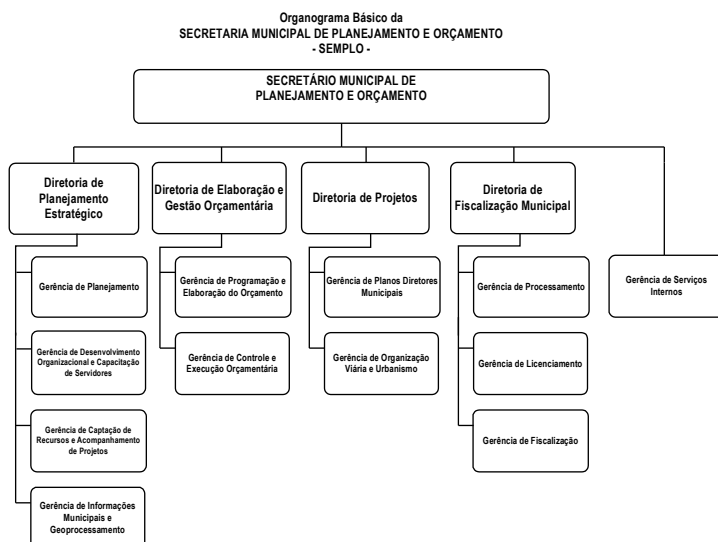 Organograma Básico da
SECRETARIA MUNICIPAL DE PLANEJAMENTO E ORÇAMENTO
- SEMPLO -
SECRETÁRIO MUNICIPAL DE
PLANEJAMENTO E ORÇAMENTO
Diretoria de
Planejamento
Estratégico
Diretoria de Elaboração e
Gestão Orçamentária
Diretoria de Projetos
Diretoria de
Fiscalização Municipal
Gerência de Planejamento
Gerência de Programação e
Elaboração do Orçamento
Gerência de Planos Diretores
Municipais
Gerência de Processamento
Gerência de Serviços
Internos
Gerência de Desenvolvimento
Organizacional e Capacitação
de Servidores
Gerência de Controle e
Execução Orçamentária
Gerência de Organização
Viária e Urbanismo
Gerência de Licenciamento
Gerência de Captação de
Recursos e Acompanhamento
de Projetos
Gerência de Fiscalização
Gerência de Informações
Municipais e
Geoprocessamento